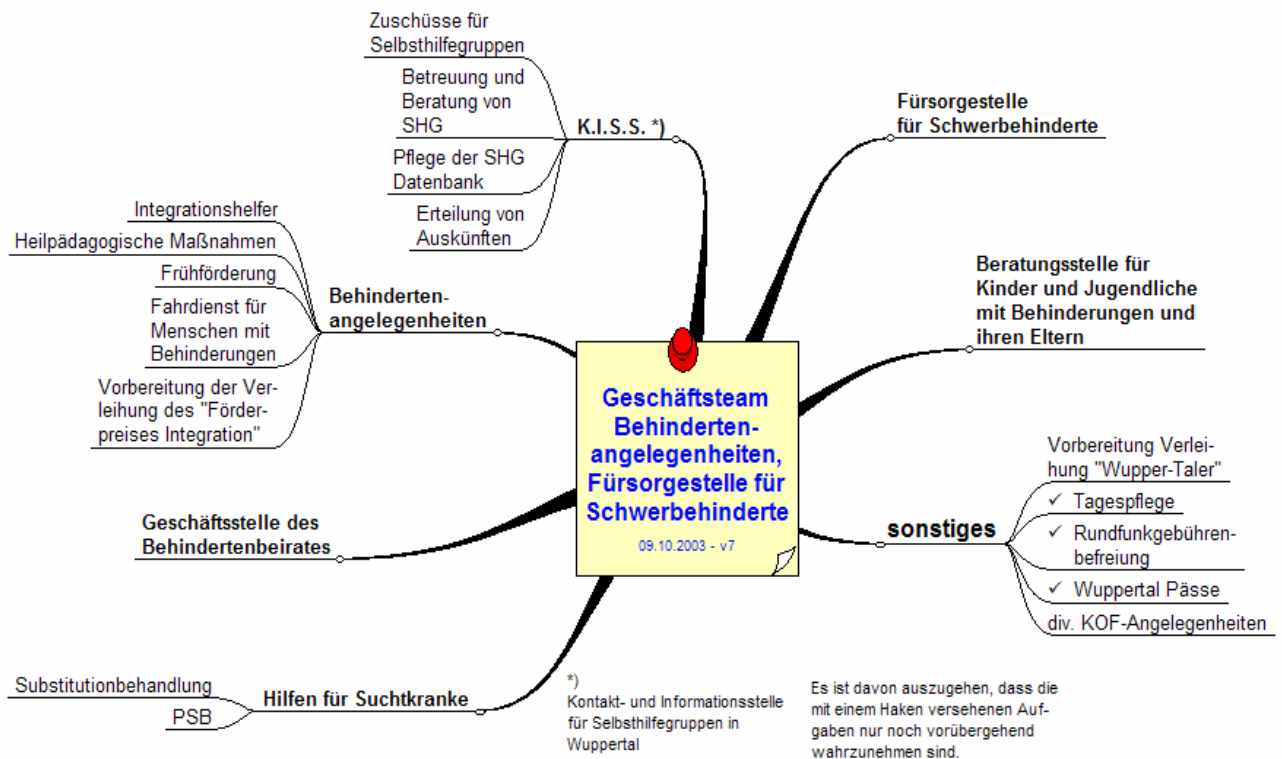 Zuschüsse für
Selbsthilfegruppen
Betreuung und
Beratung von
SHG
Pflege der SHG
Datenbank
Erteilung von
Auskünften
K.I.S.S. *)
Fürsorgestelle
für Schwerbehinderte
Integrationshelfer
Heilpädagogische Maßnahmen
Frühförderung
Fahrdienst für
Menschen mit
Behinderungen
Vorbereitung der Ver-
leihung des "Förder-
preises Integration"
Behinderten-
angelegenheiten
Beratungsstelle für
Kinder und Jugendliche
mit Behinderungen und
ihren Eltern
Geschäftsteam
Behinderten-
angelegenheiten,
Fürsorgestelle für
Schwerbehinderte
09.10.2003 - v7
Geschäftsstelle des
Behindertenbeirates
sonstiges
Vorbereitung Verlei-
hung "Wupper-Taler"
✓ Tagespflege
✓ Rundfunkgebühren-
befreiung
✓ Wuppertal Pässe
div. KOF-Angelegenheiten
Substitutionbehandlung
PSB
Hilfen für Suchtkranke
*)
Kontakt- und Informationsstelle
für Selbsthilfegruppen in
Wuppertal
Es ist davon auszugehen, dass die
mit einem Haken versehenen Auf-
gaben nur noch vorübergehend
wahrzunehmen sind.